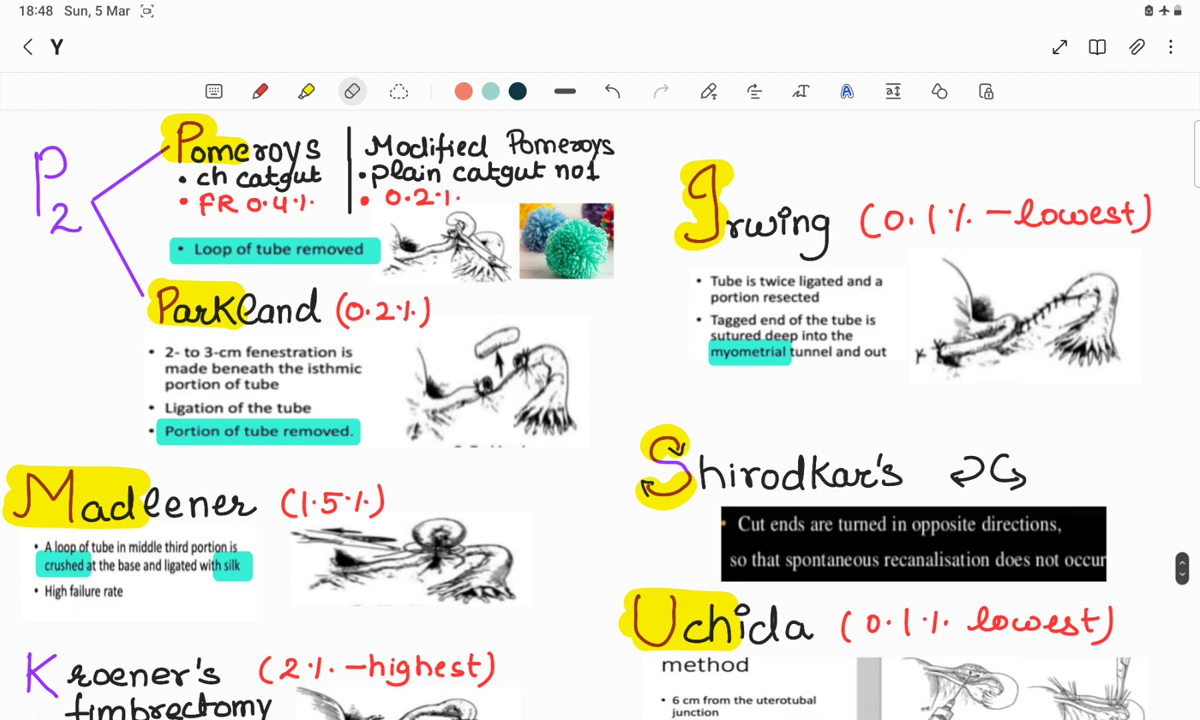 18:48 Sun, 5 Mar
Y
P2
Pomeroys
• ch catgut
• FR 0.4%
Modified Pomeroys
• plain catgut no1
• 0.2%
• Loop of tube removed
Parkland (0.2%)
• 2- to 3-cm fenestration is
made beneath the isthmic
portion of tube
• Ligation of the tube
• Portion of tube removed.
Madlener (1.5%)
• A loop of tube in middle third portion is
crushed at the base and ligated with silk
• High failure rate
Kroener's (2% - highest)
fimbrectomy
Irwing (0.1% - lowest)
• Tube is twice ligated and a
portion resected
• Tagged end of the tube is
sutured deep into the
myometrial tunnel and out
Shirodkar's
• Cut ends are turned in opposite directions,
so that spontaneous recanalisation does not occur
Uchida (0.1% lowest)
method
• 6 cm from the uterotubal
junction